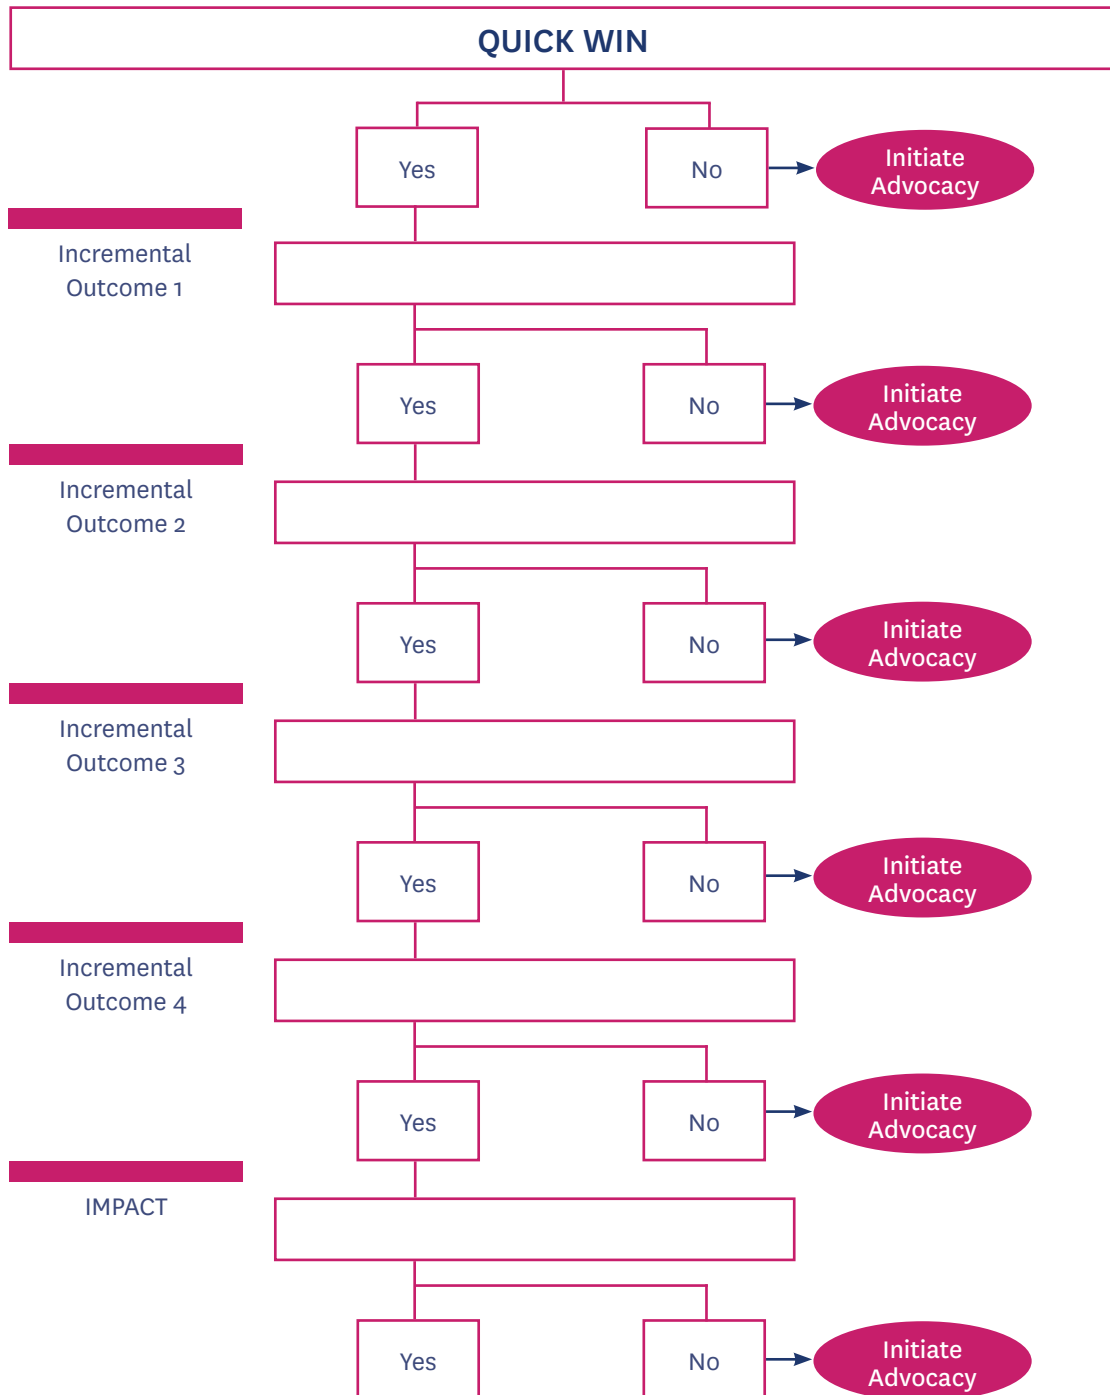 QUICK WIN
Yes
No
Initiate
Advocacy
Incremental
Outcome 1
Yes
No
Initiate
Advocacy
Incremental
Outcome 2
Yes
No
Initiate
Advocacy
Incremental
Outcome 3
Yes
No
Initiate
Advocacy
Incremental
Outcome 4
Yes
No
Initiate
Advocacy
IMPACT
Yes
No
Initiate
Advocacy